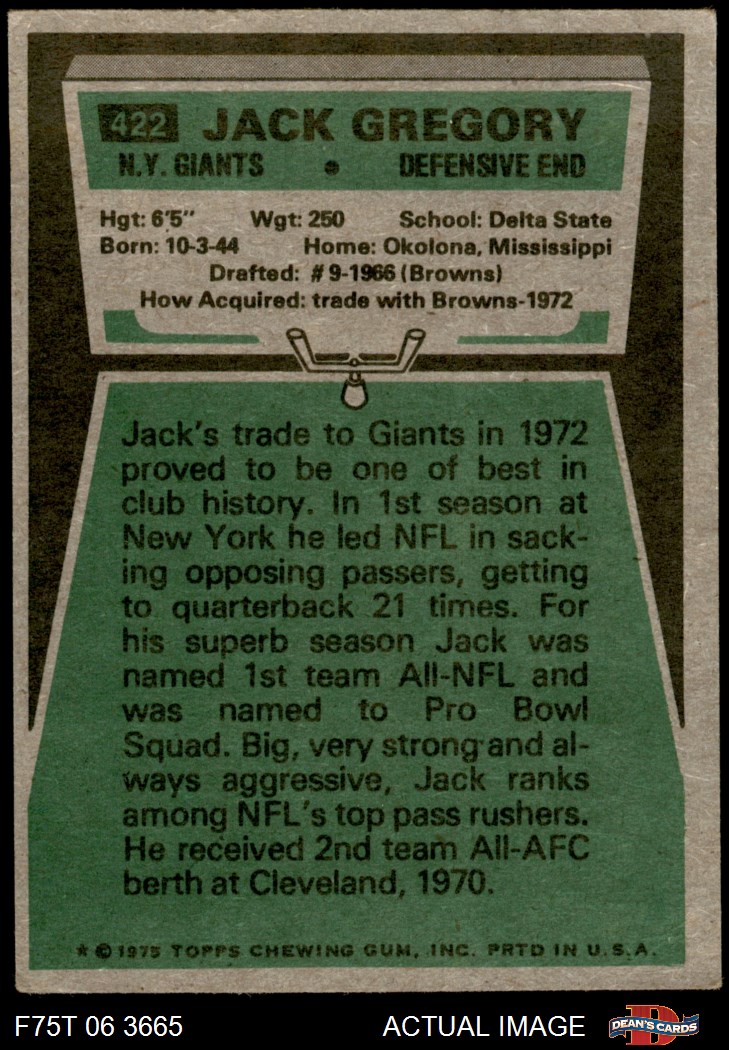 422 JACK GREGORY
N.Y. GIANTS • DEFENSIVE END
Hgt: 6'5" Wgt: 250 School: Delta State
Born: 10-3-44 Home: Okolona, Mississippi
Drafted: #9-1966 (Browns)
How Acquired: trade with Browns-1972
Jack's trade to Giants in 1972
proved to be one of best in
club history. In 1st season at
New York he led NFL in sack-
ing opposing passers, getting
to quarterback 21 times. For
his superb season Jack was
named 1st team All-NFL and
was named to Pro Bowl
Squad. Big, very strong and al-
ways aggressive, Jack ranks
among NFL's top pass rushers.
He received 2nd team All-AFC
berth at Cleveland, 1970.
* © 1975 TOPPS CHEWING GUM, INC. PRTD IN U.S.A.
F75T 06 3665 ACTUAL IMAGE D DEAN'S CARDS